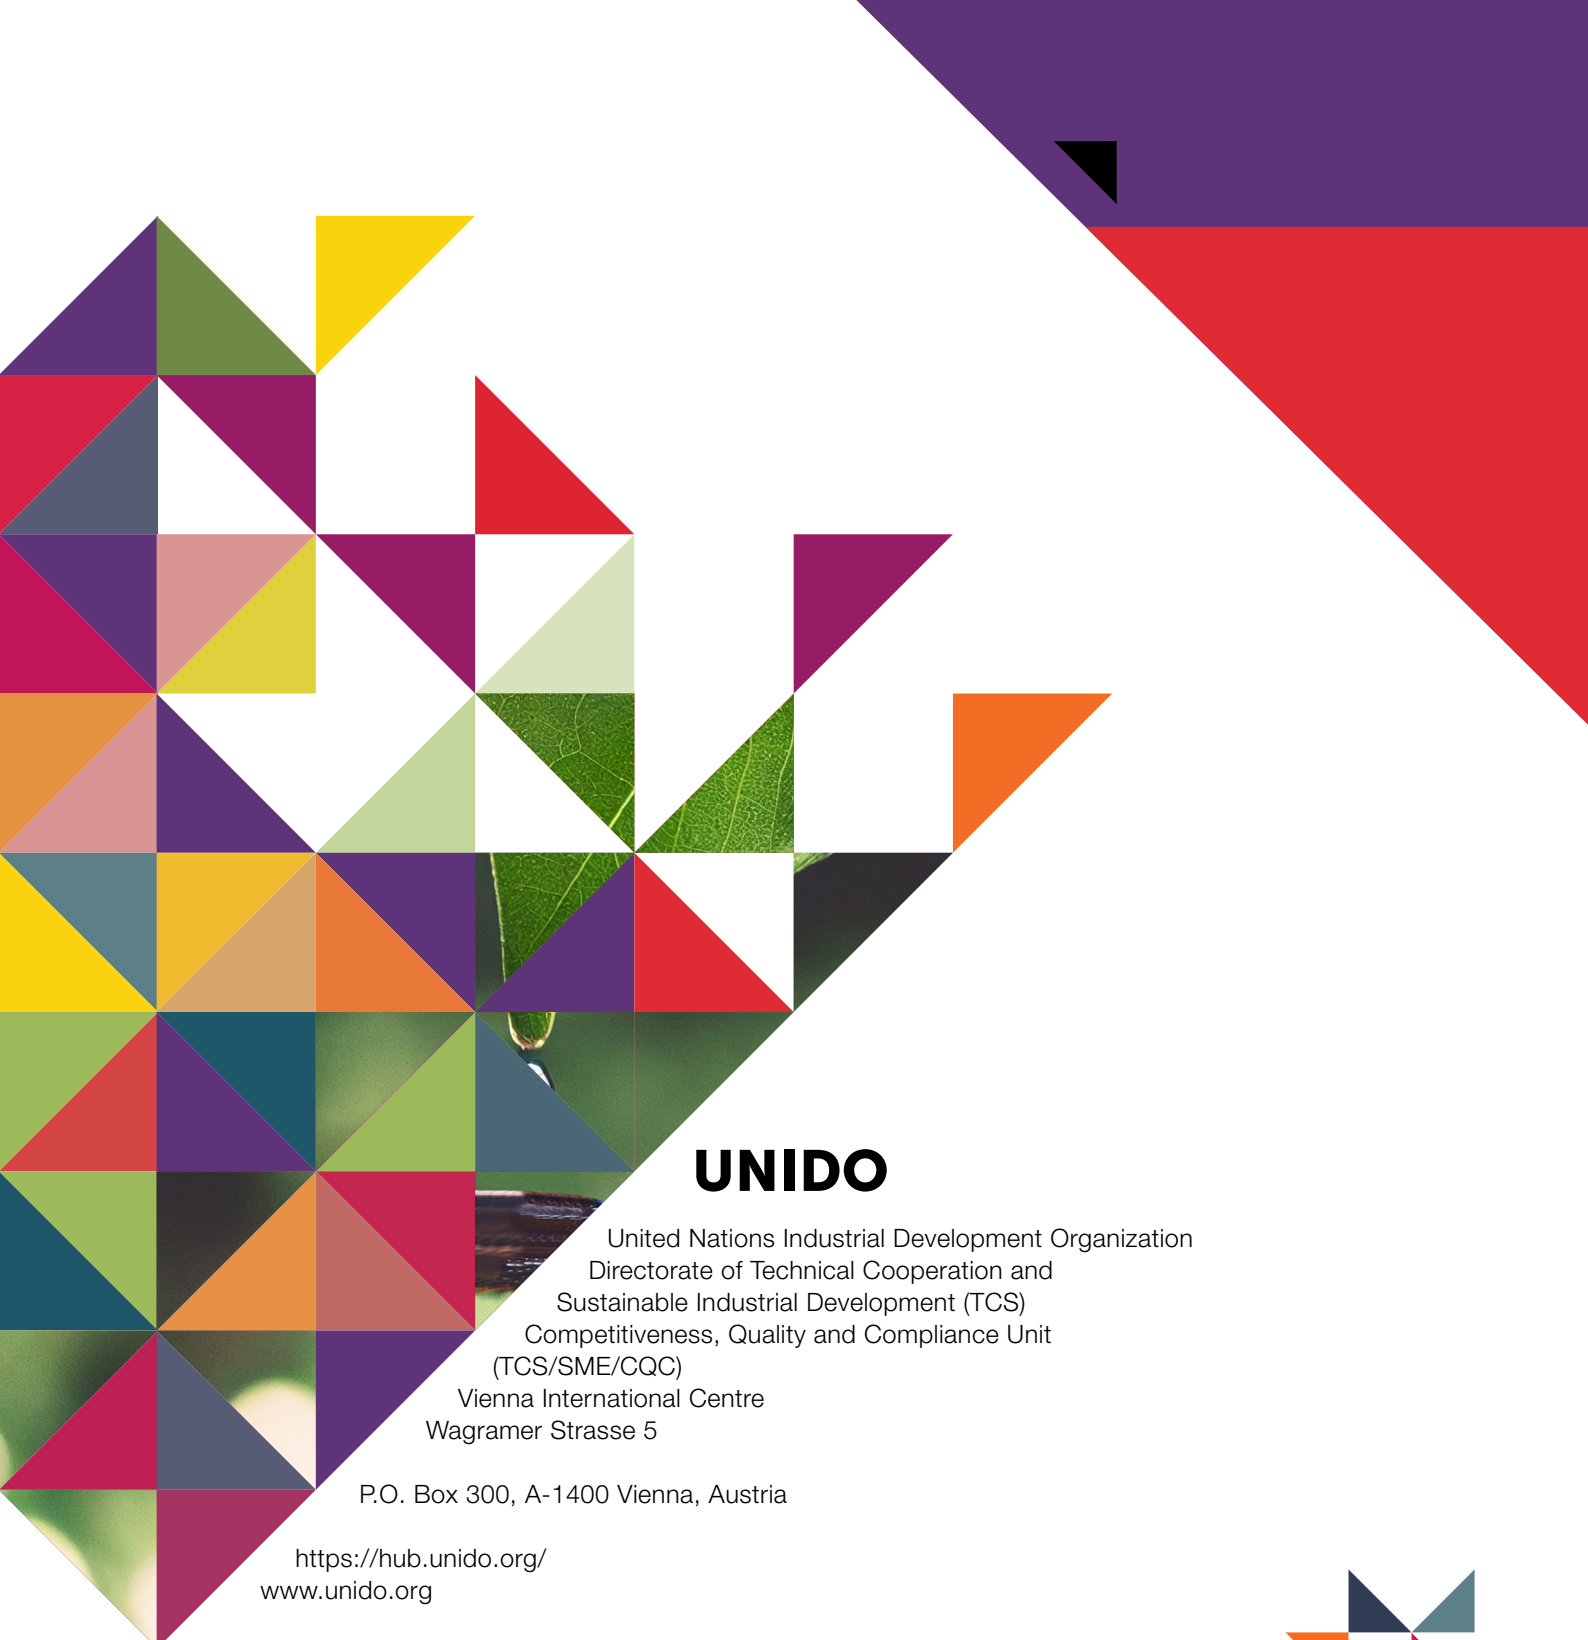 UNIDO
United Nations Industrial Development Organization
Directorate of Technical Cooperation and
Sustainable Industrial Development (TCS)
Competitiveness, Quality and Compliance Unit
(TCS/SME/CQC)
Vienna International Centre
Wagramer Strasse 5
P.O. Box 300, A-1400 Vienna, Austria
https://hub.unido.org/
www.unido.org